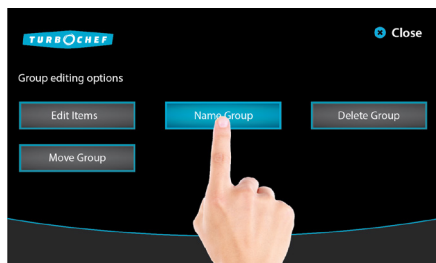 TURBOCHEF
Close
Group editing options
Edit Items
Name Group
Delete Group
Move Group